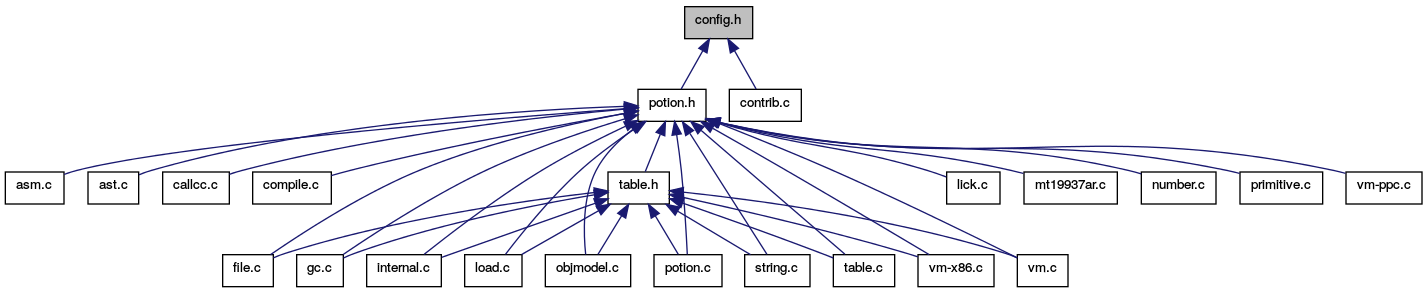 config.h
potion.h
contrib.c
asm.c
ast.c
callcc.c
compile.c
table.h
lick.c
mt19937ar.c
number.c
primitive.c
vm-ppc.c
file.c
gc.c
internal.c
load.c
objmodel.c
potion.c
string.c
table.c
vm-x86.c
vm.c